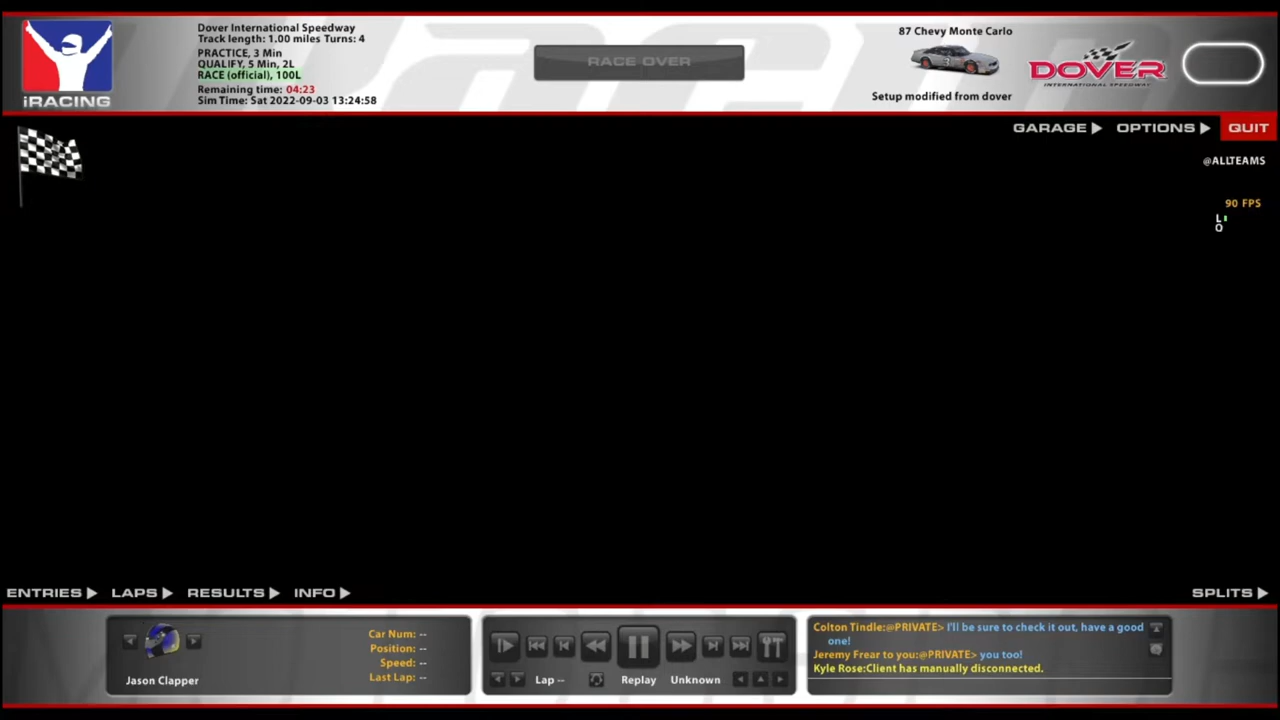 iRACING
Dover International Speedway
Track length: 1.00 miles Turns: 4
PRACTICE, 3 Min
QUALIFY, 5 Min, 2L
RACE (official), 100L
Remaining time: 04:23
Sim Time: Sat 2022-09-03 13:24:58
RACE OVER
87 Chevy Monte Carlo
3
Setup modified from dover
DOVER
INTERNATIONAL SPEEDWAY
GARAGE OPTIONS QUIT
@ALLTEAMS
90 FPS
L
Q
ENTRIES LAPS RESULTS INFO SPLITS
Jason Clapper
Car Num: --
Position: --
Speed: --
Last Lap: --
Lap -- Replay Unknown
Colton Tindle:@PRIVATE> I'll be sure to check it out, have a good
one!
Jeremy Frear to you:@PRIVATE> you too!
Kyle Rose:Client has manually disconnected.